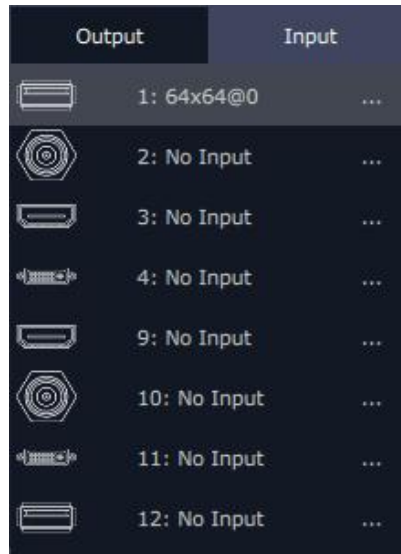 Output Input
1: 64x64@0 ...
2: No Input ...
3: No Input ...
4: No Input ...
9: No Input ...
10: No Input ...
11: No Input ...
12: No Input ...